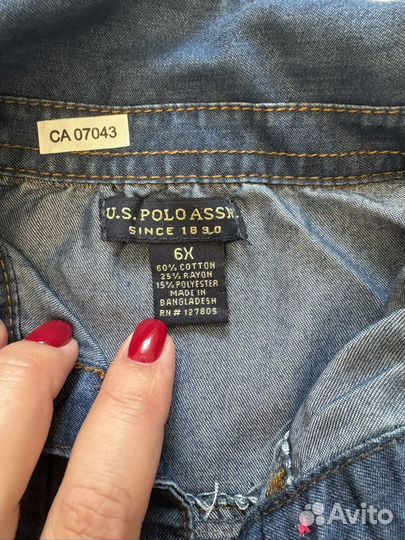 CA 07043
U.S. POLO ASSN.
SINCE 1890
6X
60% COTTON
25% RAYON
15% POLYESTER
MADE IN
BANGLADESH
RN# 127805
Avito